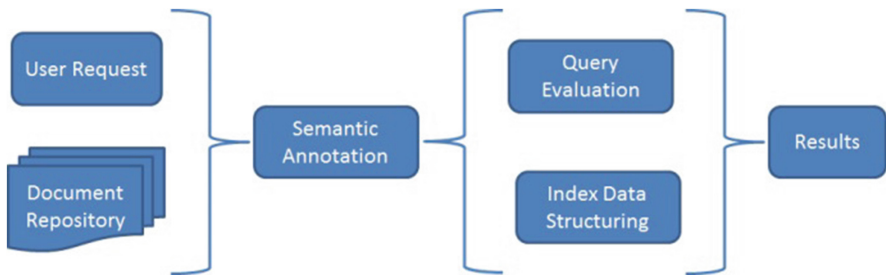 User Request
Document
Repository
Semantic
Annotation
Query
Evaluation
Index Data
Structuring
Results